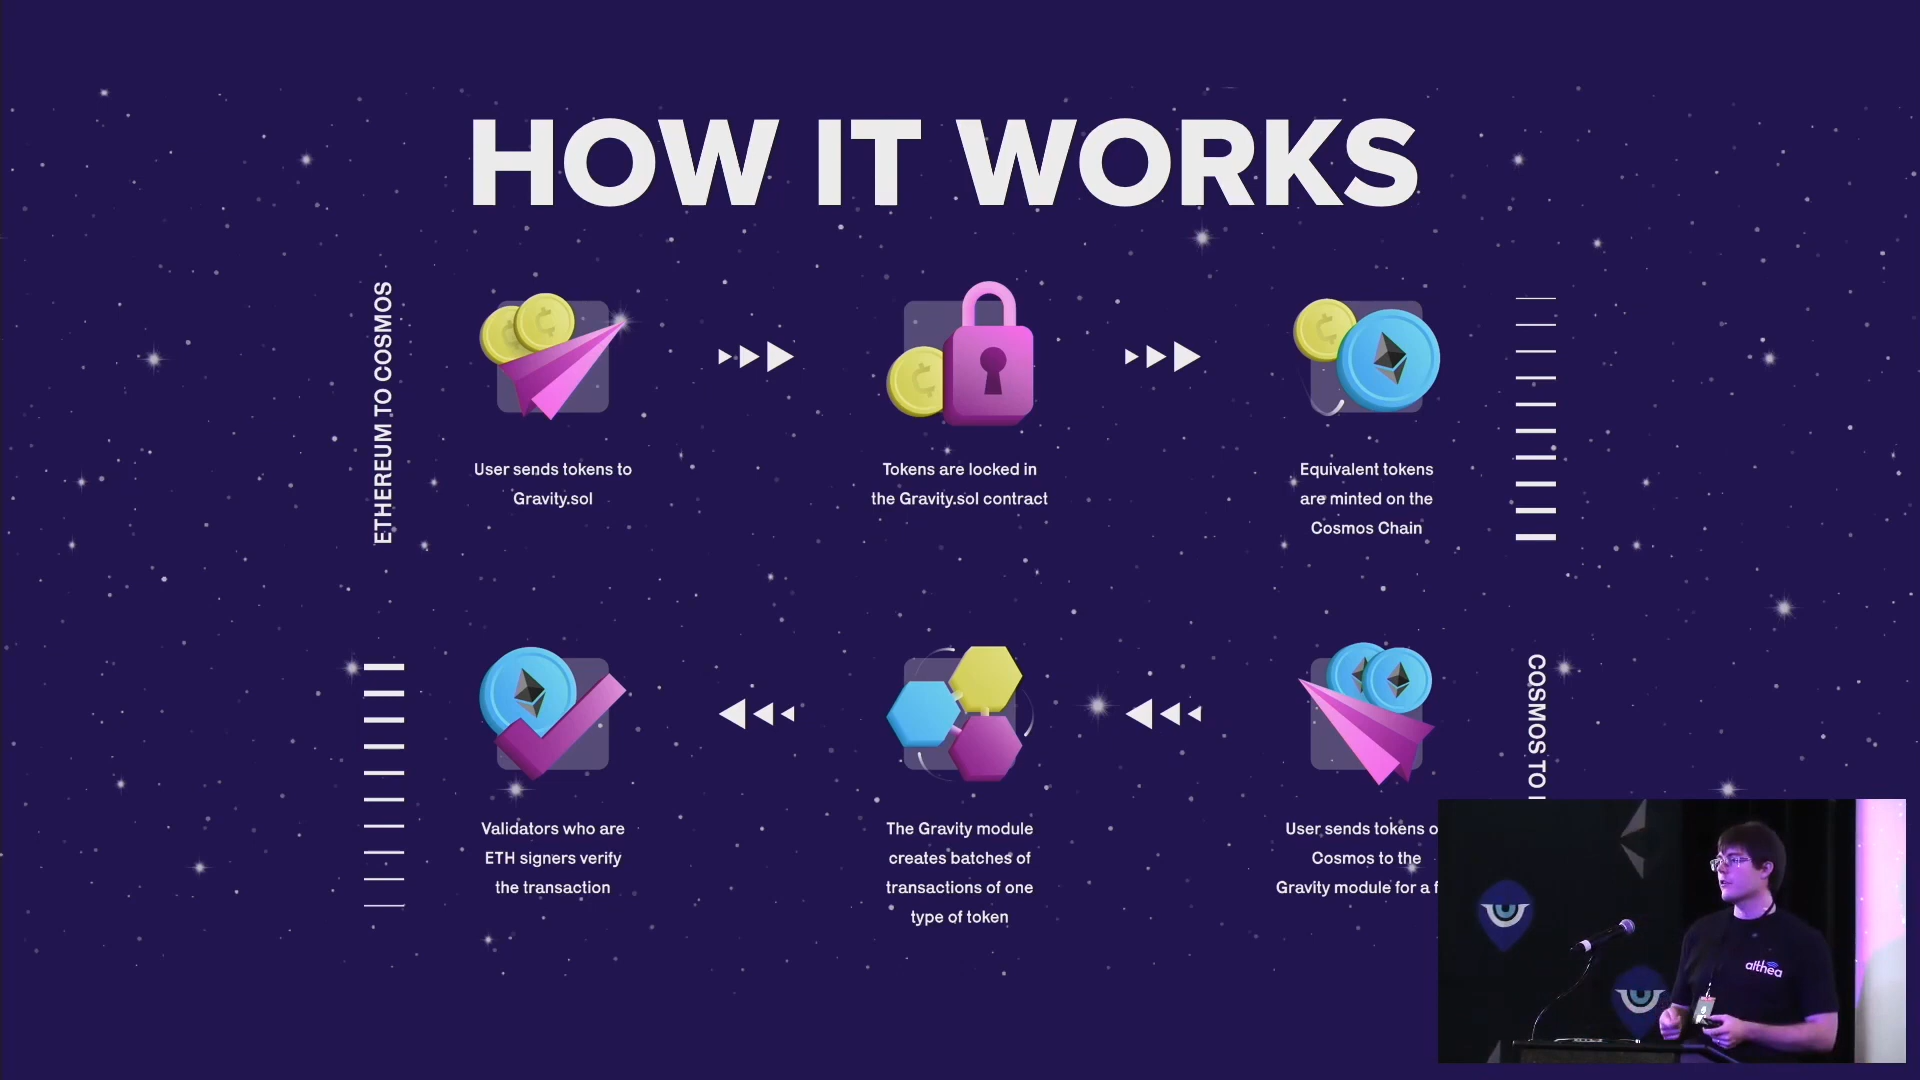 HOW IT WORKS
ETHEREUM TO COSMOS
User sends tokens to
Gravity.sol
Tokens are locked in
the Gravity.sol contract
Equivalent tokens
are minted on the
Cosmos Chain
Validators who are
ETH signers verify
the transaction
The Gravity module
creates batches of
transactions of one
type of token
User sends tokens
Cosmos to the
Gravity module for a
COSMOS TO
althea